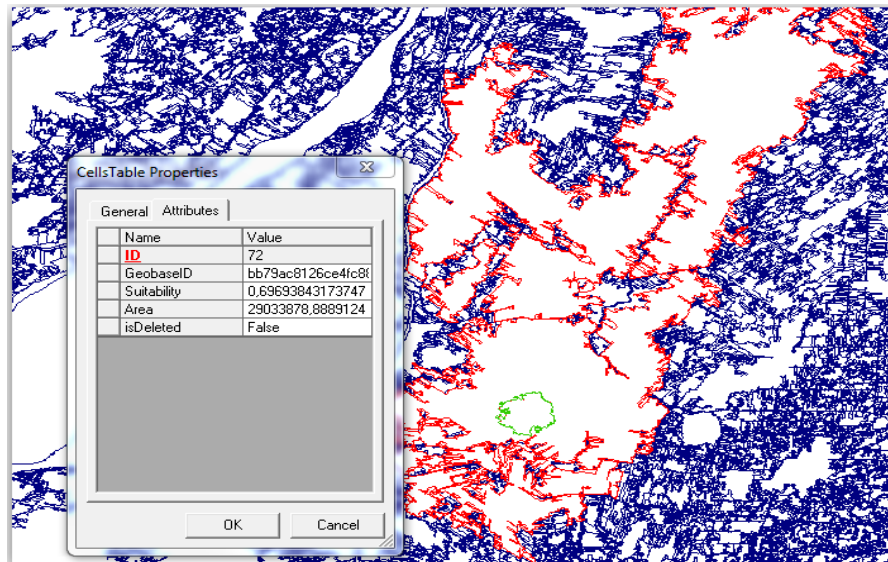 CellsTable Properties
General Attributes
Name Value
ID 72
GeobaseID bb79ac8126ce4fc8
Suitability 0,69693843173747
Area 29033878,8889124
isDeleted False
OK Cancel